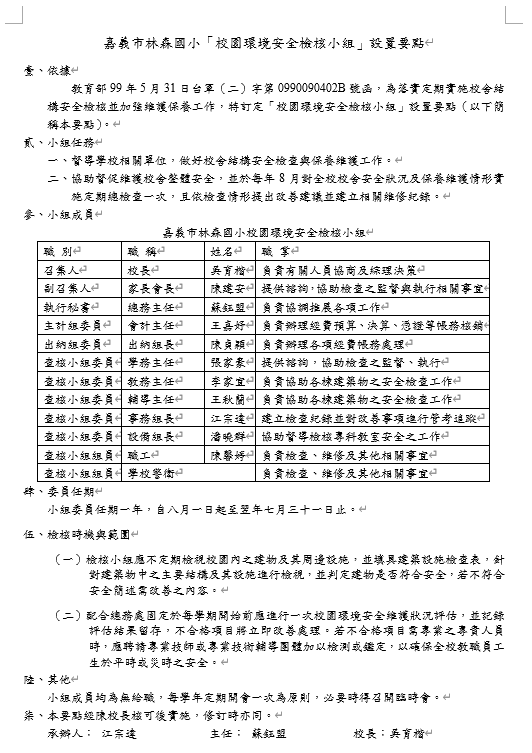 嘉義市林森國小「校園環境安全檢核小組」設置要點
壹、依據
教育部99年5月31日台軍(二)字第0990090402B號函，為落實定期實施校舍結
構安全檢核並加強維護保養工作，特訂定「校園環境安全檢核小組」設置要點（以下簡
稱本要點）。
貳、小組任務
一、督導學校相關單位，做好校舍結構安全檢查與保養維護工作。
二、協助督促維護校舍整體安全，並於每年8月對全校校舍安全狀況及保養維護情形實
施定期總檢查一次，且依檢查情形提出改善建議並建立相關維修紀錄。
參、小組成員
嘉義市林森國小校園環境安全檢核小組
職 別 職 稱 姓名 職 業
召集人 校長 吳育楷 負責有關人員協商及綜理決策
副召集人 家長會長 陳建安 提供諮詢，協助檢查之監督與執行相關事宜
執行秘書 總務主任 蘇鈺盟 負責協調推展各項工作
主計組委員 會計主任 王嘉妤 負責辦理經費預算、決算、憑證等帳務核銷
出納組委員 出納組長 陳貞穎 負責辦理各項經費帳務處理
查核小組委員 學務主任 張家豪 提供諮詢，協助檢查之監督、執行
查核小組委員 教務主任 李家宜 負責協助各棟建築物之安全檢查工作
查核小組委員 輔導主任 王秋蘭 負責協助各棟建築物之安全檢查工作
查核小組委員 事務組長 江宗達 建立檢查紀錄並對改善事項進行管考追蹤
查核小組委員 設備組長 潘曉群 協助督導檢核專科教室安全之工作
查核小組組員 職工 陳馨婷 負責檢查、維修及其他相關事宜
查核小組組員 學校警衛 負責檢查、維修及其他相關事宜
肆、委員任期
小組委員任期一年，自八月一日起至翌年七月三十一日止。
伍、檢核時機與範圍
（一）檢核小組應不定期檢視校園內之建物及其周邊設施，並填具建築設施檢查表，針
對建築物中之主要結構及其設施進行檢視，並判定建物是否符合安全，若不符合
安全簡述需改善之內容。
（二）配合總務處固定於每學期開始前應進行一次校園環境安全維護狀況評估，並記錄
評估結果留存，不合格項目將立即改善處理。若不合格項目需專業之專責人員
時，應聘請專業技師或專業技術輔導團體加以檢測或鑑定，以確保全校教職員工
生於平時或災時之安全。
陸、其他
小組成員均為無給職，每學年定期開會一次為原則，必要時得召開臨時會。
柒、本要點經陳校長核可後實施，修訂時亦同。
承辦人： 江宗達 主任： 蘇鈺盟 校長：吳育楷